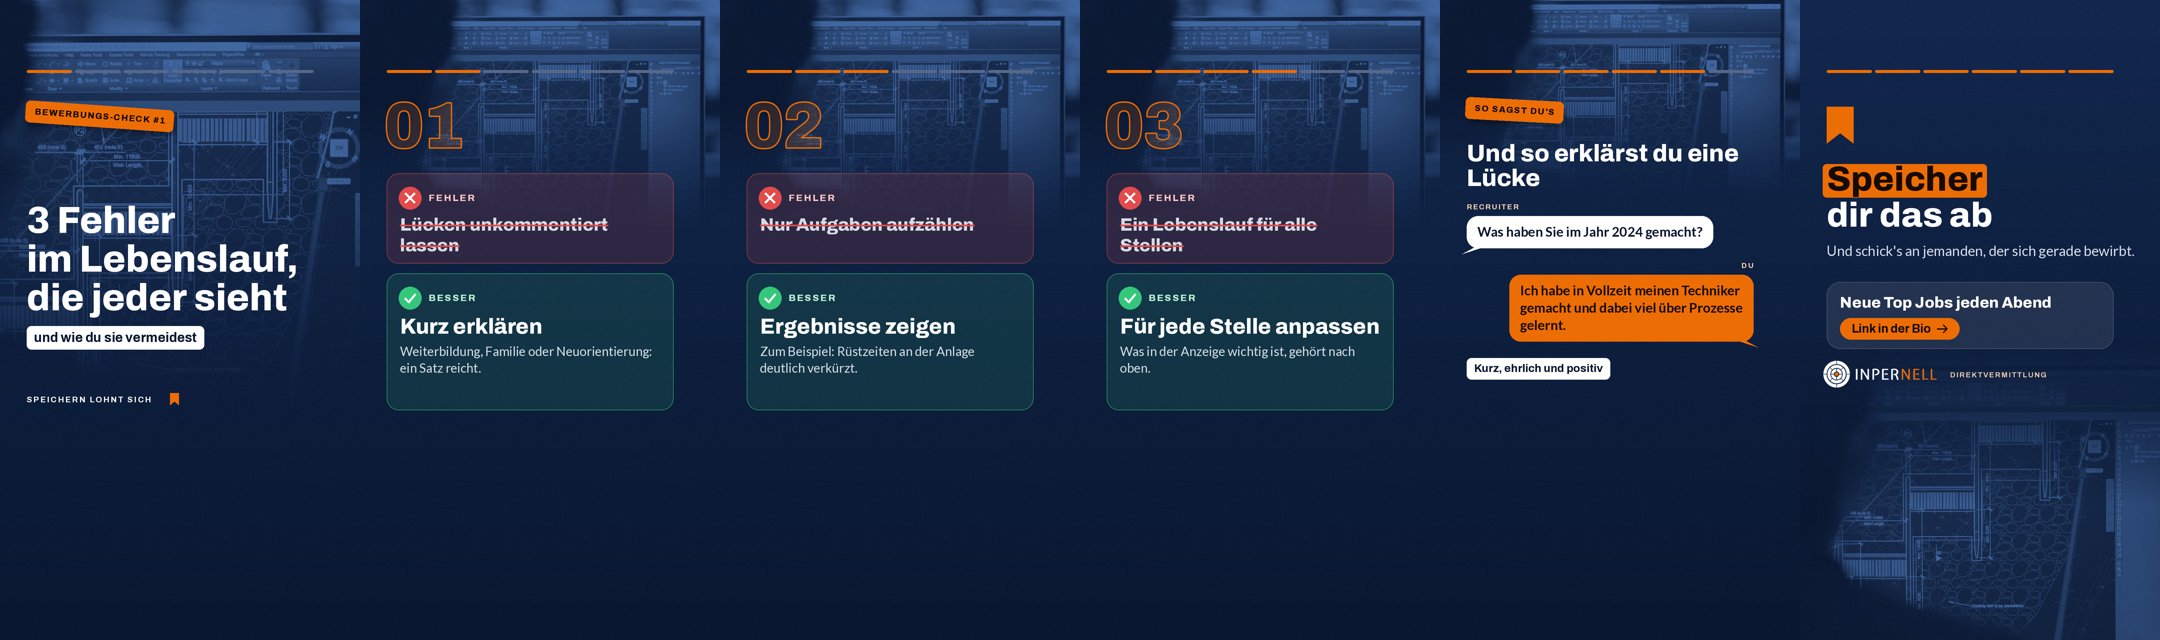 BEWERBUNGS-CHECK #1
3 Fehler
im Lebenslauf,
die jeder sieht
und wie du sie vermeidest
SPEICHERN LOHNT SICH
01
FEHLER
Lücken unkommentiert
lassen
BESSER
Kurz erklären
Weiterbildung, Familie oder Neuorientierung:
ein Satz reicht.
02
FEHLER
Nur Aufgaben aufzählen
BESSER
Ergebnisse zeigen
Zum Beispiel: Rüstzeiten an der Anlage
deutlich verkürzt.
03
FEHLER
Ein Lebenslauf für alle
Stellen
BESSER
Für jede Stelle anpassen
Was in der Anzeige wichtig ist, gehört nach
oben.
SO SAGST DU'S
Und so erklärst du eine
Lücke
RECRUITER
Was haben Sie im Jahr 2024 gemacht?
DU
Ich habe in Vollzeit meinen Techniker
gemacht und dabei viel über Prozesse
gelernt.
Kurz, ehrlich und positiv
Speicher
dir das ab
Und schick's an jemanden, der sich gerade bewirbt.
Neue Top Jobs jeden Abend
Link in der Bio →
INPERNELL DIREKTVERMITTLUNG